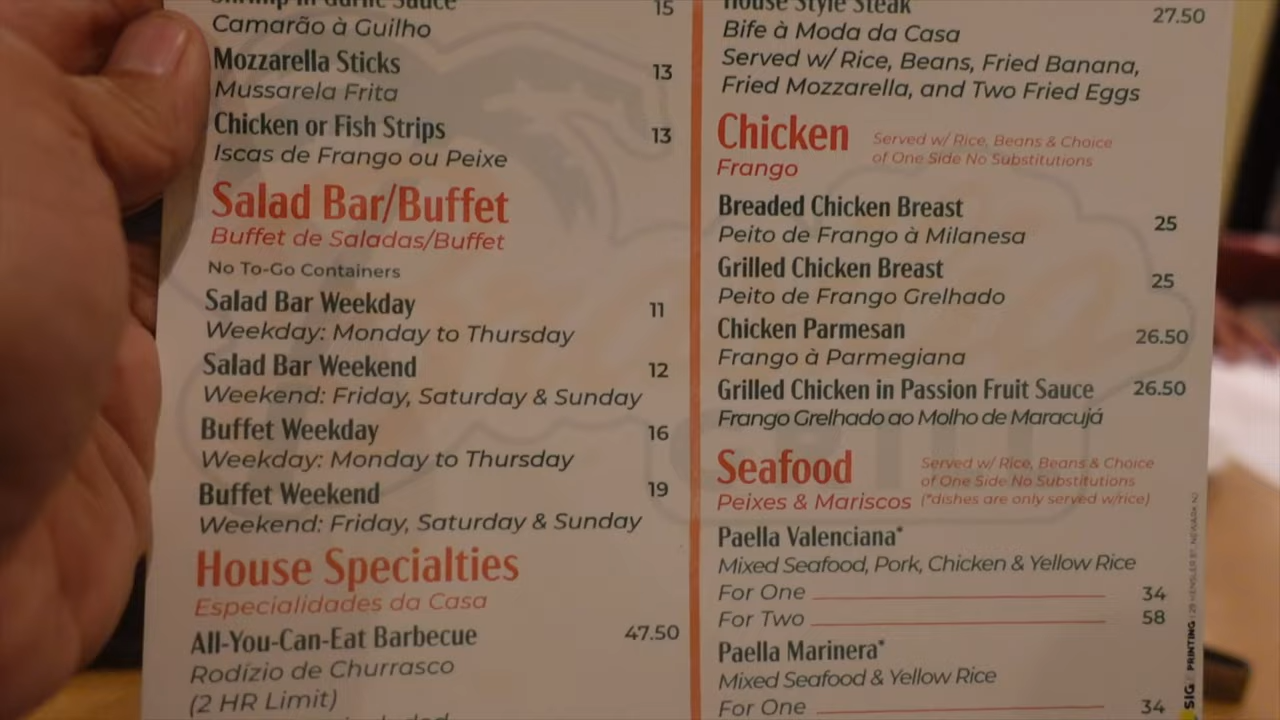 Shrimp in Garlic Sauce 15
Camarão à Guilho
Mozzarella Sticks 13
Mussarela Frita
Chicken or Fish Strips 13
Iscas de Frango ou Peixe
Salad Bar/Buffet
Buffet de Saladas/Buffet
No To-Go Containers
Salad Bar Weekday 11
Weekday: Monday to Thursday
Salad Bar Weekend 12
Weekend: Friday, Saturday & Sunday
Buffet Weekday 16
Weekday: Monday to Thursday
Buffet Weekend 19
Weekend: Friday, Saturday & Sunday
House Specialties
Especialidades da Casa
All-You-Can-Eat Barbecue 47.50
Rodízio de Churrasco
(2 HR Limit)
House Style Steak 27.50
Bife à Moda da Casa
Served w/ Rice, Beans, Fried Banana,
Fried Mozzarella, and Two Fried Eggs
Chicken
Frango
Served w/ Rice, Beans & Choice
of One Side No Substitutions
Breaded Chicken Breast 25
Peito de Frango à Milanesa
Grilled Chicken Breast 25
Peito de Frango Grelhado
Chicken Parmesan 26.50
Frango à Parmegiana
Grilled Chicken in Passion Fruit Sauce 26.50
Frango Grelhado ao Molho de Maracujá
Seafood
Peixes & Mariscos
Served w/ Rice, Beans & Choice
of One Side No Substitutions
(*dishes are only served w/rice)
Paella Valenciana*
Mixed Seafood, Pork, Chicken & Yellow Rice
For One 34
For Two 58
Paella Marinera*
Mixed Seafood & Yellow Rice
For One 34
PRINTING